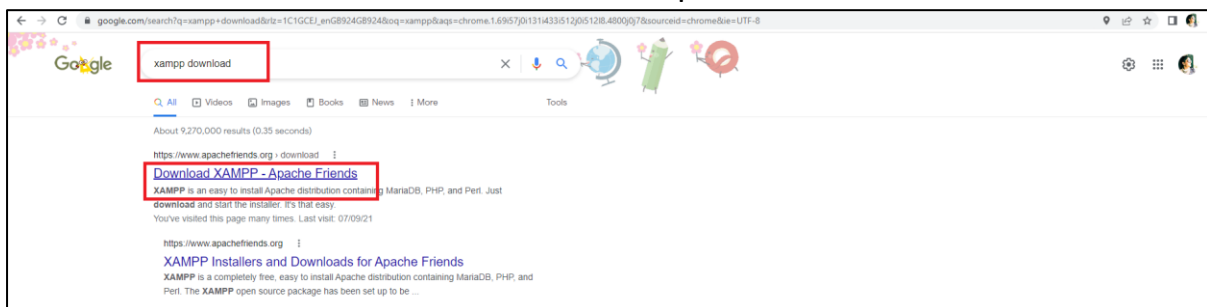 google.com/search?q=xampp+download&rlz=1C1GCEJ_enGB924GB924&oq=xampp&aqs=chrome.1.69i57j0i131i433i512j0i512l8.4800j0j7&sourceid=chrome&ie=UTF-8
Google
xampp download
All Videos Images Books News More Tools
About 9,270,000 results (0.35 seconds)
https://www.apachefriends.org › download
Download XAMPP - Apache Friends
XAMPP is an easy to install Apache distribution containing MariaDB, PHP, and Perl. Just
download and start the installer. It's that easy.
You've visited this page many times. Last visit: 07/09/21
https://www.apachefriends.org
XAMPP Installers and Downloads for Apache Friends
XAMPP is a completely free, easy to install Apache distribution containing MariaDB, PHP, and
Perl. The XAMPP open source package has been set up to be ...